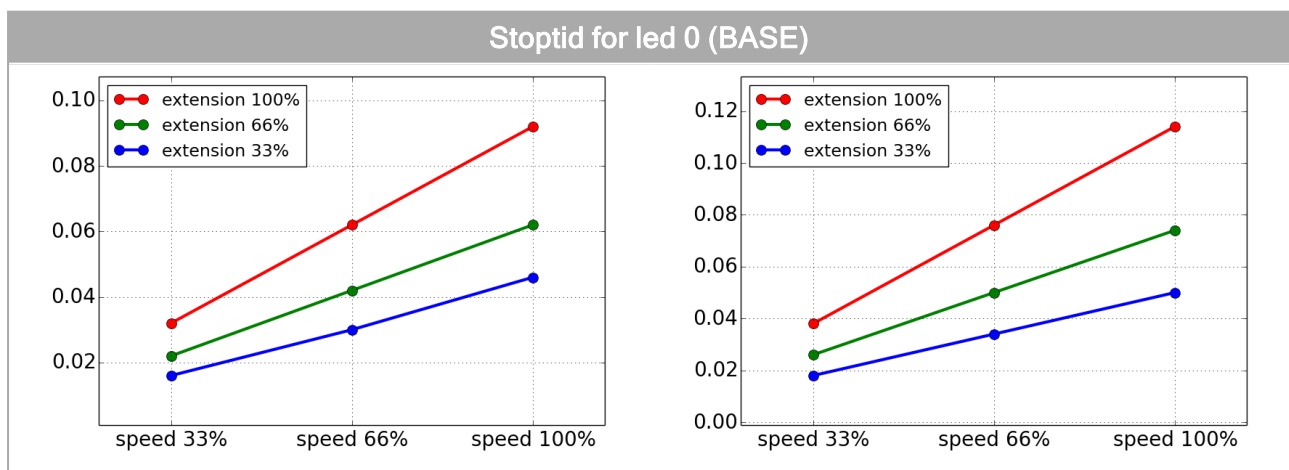 Stoptid for led 0 (BASE)
extension 100%
extension 66%
extension 33%
0.10
0.08
0.06
0.04
0.02
speed 33% speed 66% speed 100%
extension 100%
extension 66%
extension 33%
0.12
0.10
0.08
0.06
0.04
0.02
0.00
speed 33% speed 66% speed 100%